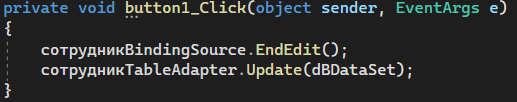 private void button1_Click(object sender, EventArgs e)
{
    сотрудникBindingSource.EndEdit();
    сотрудникTableAdapter.Update(dBDataSet);
}